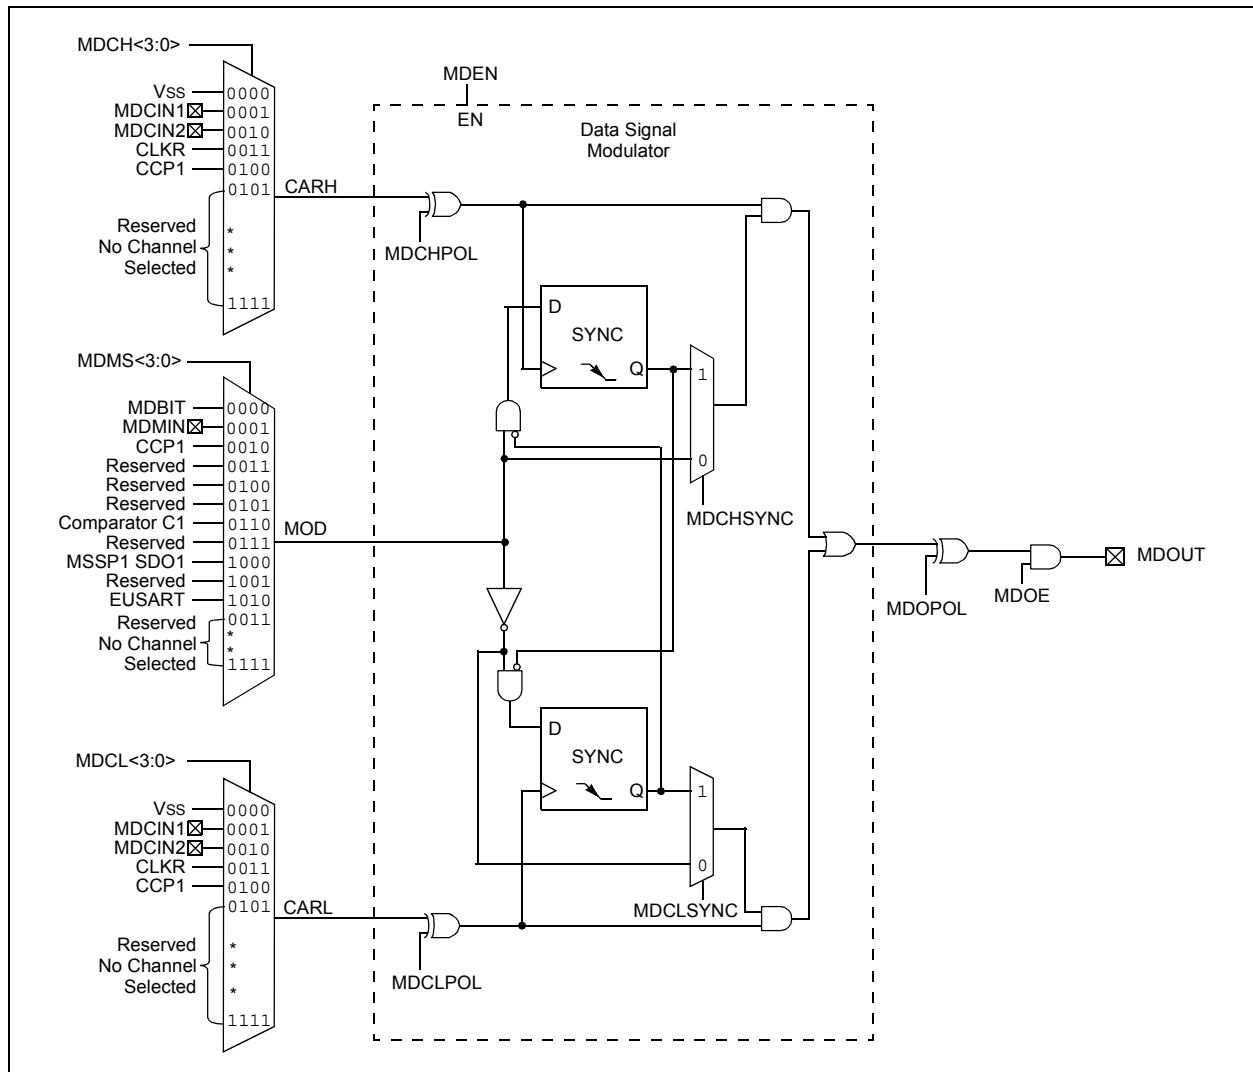 MDCH<3:0>
VSS 0000
MDCIN1 0001
MDCIN2 0010
CLKR 0011
CCP1 0100
0101
Reserved
No Channel
Selected
*
*
*
1111
CARH
MDCHPOL
MDEN
EN
Data Signal
Modulator
D
SYNC
Q
1
0
MDCHSYNC
MDMS<3:0>
MDBIT 0000
MDMIN 0001
CCP1 0010
Reserved 0011
Reserved 0100
Reserved 0101
Comparator C1 0110
Reserved 0111
MSSP1 SDO1 1000
Reserved 1001
EUSART 1010
Reserved 0011
No Channel
*
*
Selected 1111
MOD
MDOPOL
MDOE
MDOUT
D
SYNC
Q
1
0
MDCLSYNC
MDCL<3:0>
VSS 0000
MDCIN1 0001
MDCIN2 0010
CLKR 0011
CCP1 0100
0101
Reserved
No Channel
Selected
*
*
*
1111
CARL
MDCLPOL